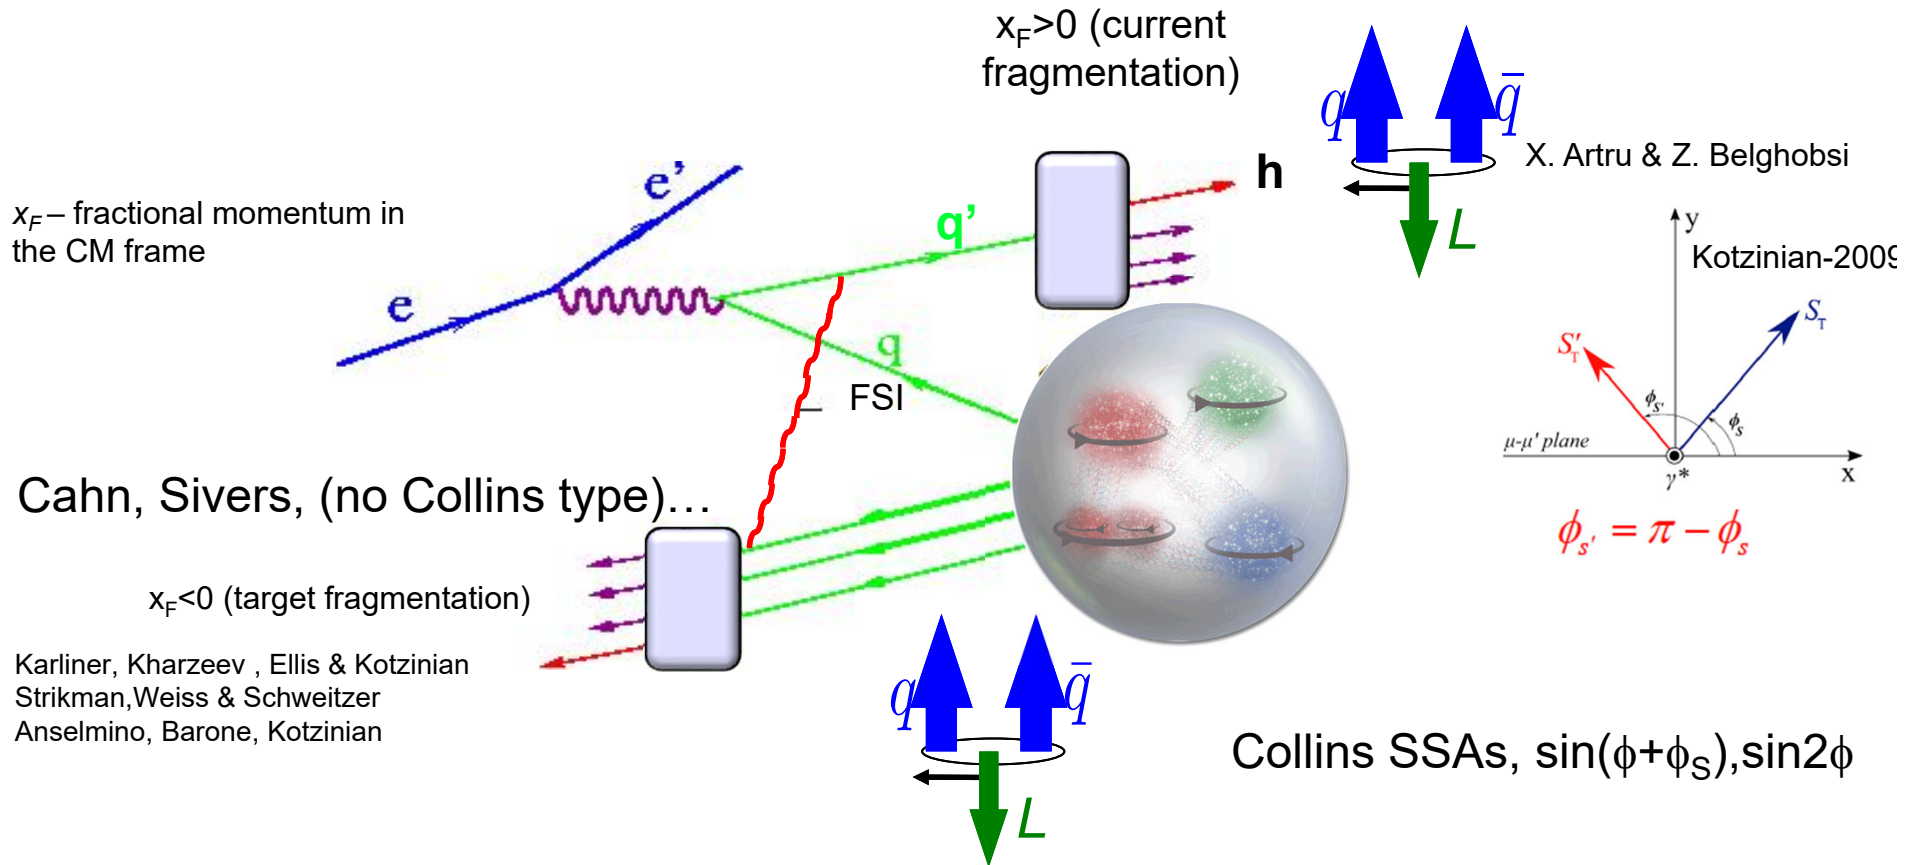 x_F>0 (current
fragmentation)
q q̄
X. Artru & Z. Belghobsi
L
e'
h
q'
x_F – fractional momentum in
the CM frame
e
y
Kotzinian-2009
S_T
S'_T
ϕ_s'
ϕ_s
μ-μ' plane
γ*
x
ϕ_s' = π − ϕ_s
q
FSI
Cahn, Sivers, (no Collins type)…
x_F<0 (target fragmentation)
Karliner, Kharzeev , Ellis & Kotzinian
Strikman,Weiss & Schweitzer
Anselmino, Barone, Kotzinian
q q̄
L
Collins SSAs, sin(ϕ+ϕ_S),sin2ϕ